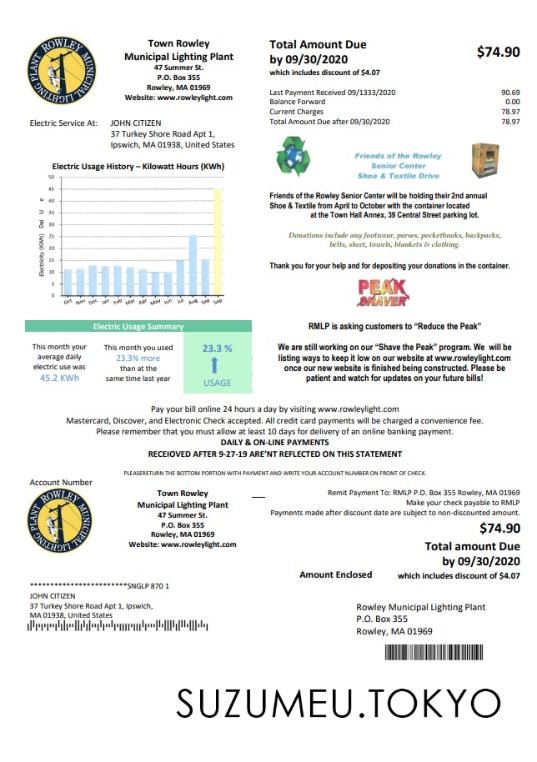 ROWLEY MUNICIPAL LIGHTING PLANT
Town Rowley
Municipal Lighting Plant
47 Summer St.
P.O. Box 355
Rowley, MA 01969
Website: www.rowleylight.com
Total Amount Due
by 09/30/2020
$74.90
which includes discount of $4.07
Last Payment Received 09/1333/2020 90.69
Balance Forward 0.00
Current Charges 78.97
Total Amount Due after 09/30/2020 78.97
Electric Service At: JOHN CITIZEN
37 Turkey Shore Road Apt 1,
Ipswich, MA 01938, United States
Electric Usage History – Kilowatt Hours (KWh)
Electricity (KWh) Dai U e
50
45
40
35
30
25
20
15
10
5
0
Oct Nov Dec Jan Feb Mar Apr May Jun Jul Aug Sep Sep
Friends of the Rowley
Senior Center
Shoe & Textile Drive
Friends of the Rowley Senior Center will be holding their 2nd annual
Shoe & Textile from April to October with the container located
at the Town Hall Annex, 39 Central Street parking lot.
Donations include any footwear, parses, pocketbooks, backpacks,
belts, sheet, towels, blankets & clothing.
Thank you for your help and for depositing your donations in the container.
PEAK
SHAVER
Electric Usage Summary
This month your
average daily
electric use was
45.2 KWh
This month you used
23.3% more
than at the
same time last year
23.3 %
USAGE
RMLP is asking customers to “Reduce the Peak”
We are still working on our “Shave the Peak” program. We will be
listing ways to keep it low on our website at www.rowleylight.com
once our new website is finished being constructed. Please be
patient and watch for updates on your future bills!
Pay your bill online 24 hours a day by visiting www.rowleylight.com
Mastercard, Discover, and Electronic Check accepted. All credit card payments will be charged a convenience fee.
Please remember that you must allow at least 10 days for delivery of an online banking payment.
DAILY & ON-LINE PAYMENTS
RECEIOVED AFTER 9-27-19 ARE’NT REFLECTED ON THIS STATEMENT
PLEASERETURN THE BOTTOM PORTION WITH PAYMENT AND WRITE YOUR ACCOUNT NUMBER ON FRONT OF CHECK.
Account Number
ROWLEY MUNICIPAL LIGHTING PLANT
Town Rowley
Municipal Lighting Plant
47 Summer St.
P.O. Box 355
Rowley, MA 01969
Website: www.rowleylight.com
Remit Payment To: RMLP P.O. Box 355 Rowley, MA 01969
Make your check payable to RMLP
Payments made after discount date are subject to non-discounted amount.
$74.90
Total amount Due
by 09/30/2020
Amount Enclosed which includes discount of $4.07
************************SNGLP 870 1
JOHN CITIZEN
37 Turkey Shore Road Apt 1, Ipswich,
MA 01938, United States
Rowley Municipal Lighting Plant
P.O. Box 355
Rowley, MA 01969
SUZUMEU.TOKYO